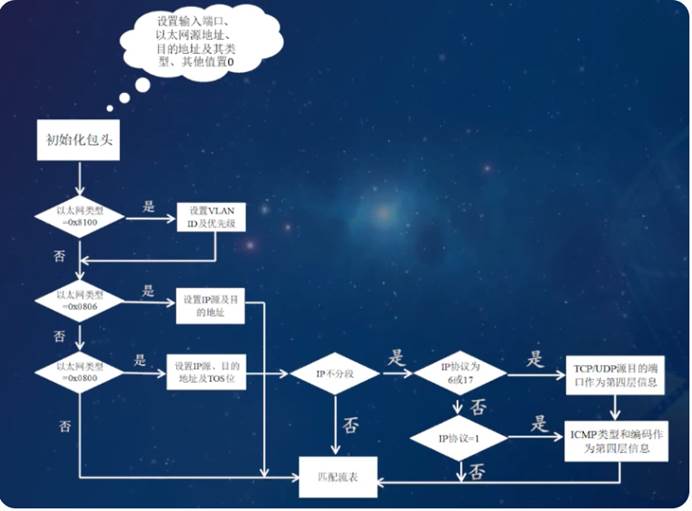 设置输入端口、
以太网源地址、
目的地址及其类
型、其他值置0
初始化包头
以太网类型
=0x8100
是
设置VLAN
ID及优先级
否
以太网类型
=0x0806
是
设置IP源及目
的地址
否
以太网类型
=0x0800
是
设置IP源、目的
地址及TOS位
IP不分段
是
IP协议为
6或17
是
TCP/UDP源目的端
口作为第四层信息
否
否
否
IP协议=1
是
ICMP类型和编码作
为第四层信息
匹配流表
否